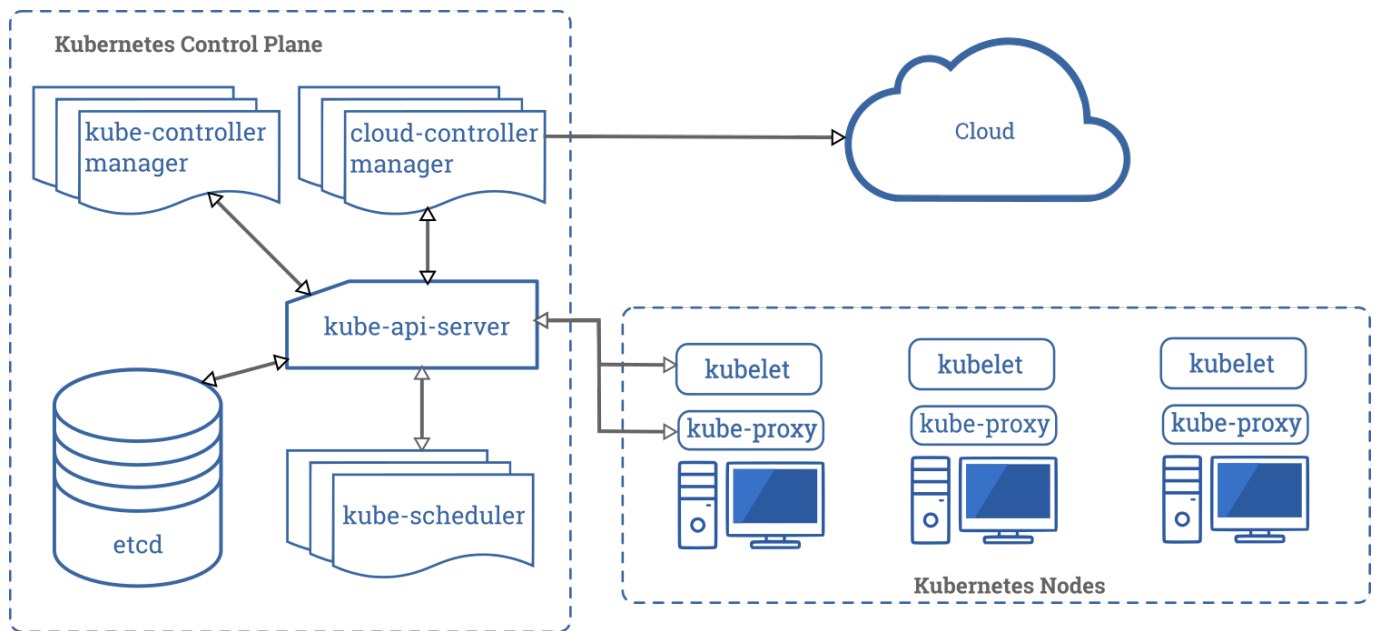 Kubernetes Control Plane
kube-controller
manager
cloud-controller
manager
Cloud
kube-api-server
kubelet
kubelet
kubelet
kube-proxy
kube-proxy
kube-proxy
etcd
kube-scheduler
Kubernetes Nodes